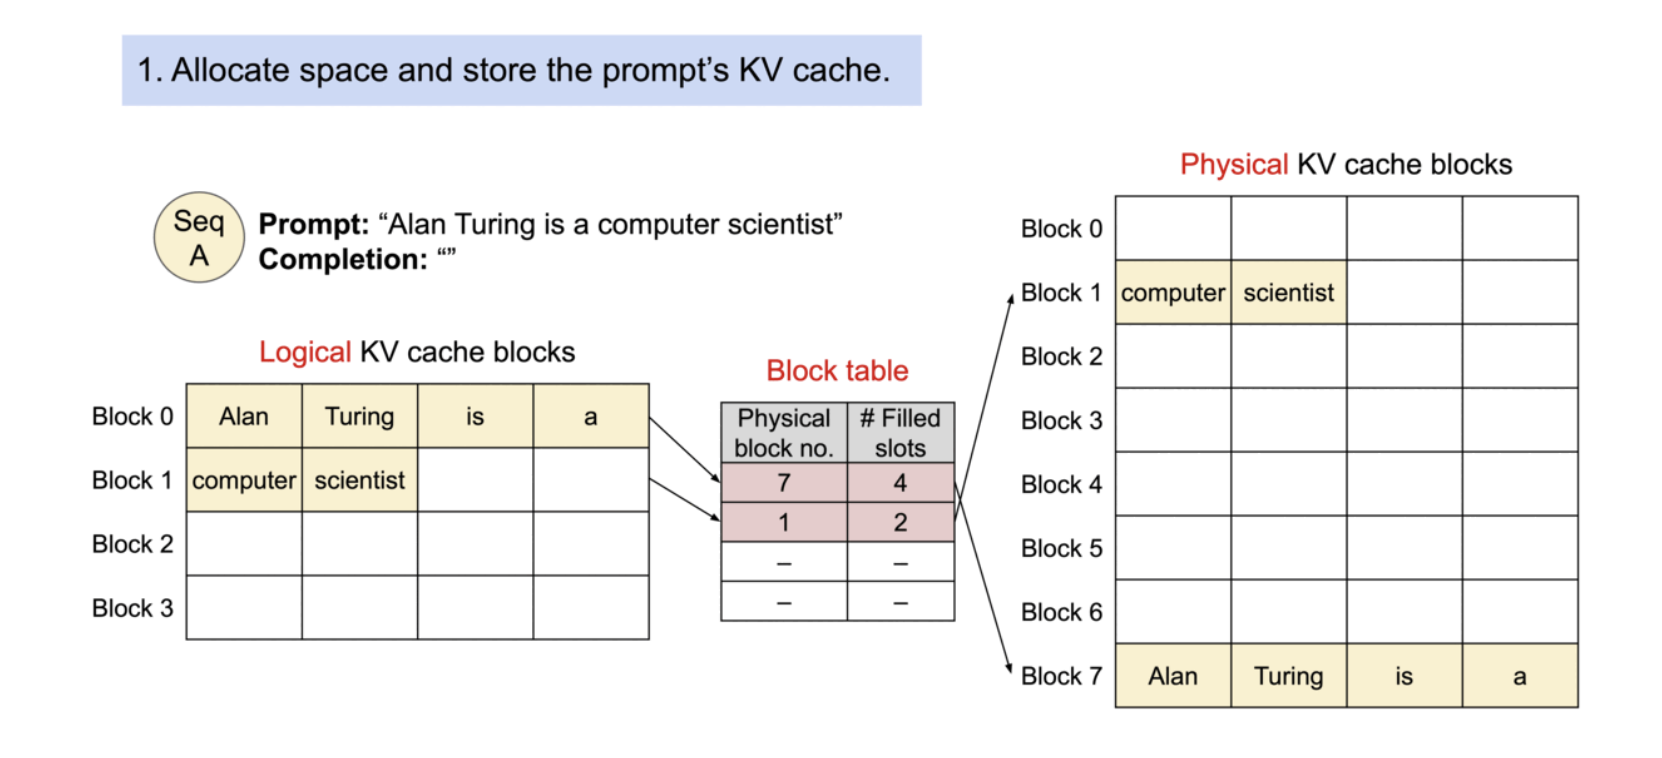 1. Allocate space and store the prompt’s KV cache.
Seq
A
Prompt: “Alan Turing is a computer scientist”
Completion: “”
Logical KV cache blocks
Block 0 Alan Turing is a
Block 1 computer scientist
Block 2
Block 3
Block table
Physical block no. # Filled slots
7 4
1 2
– –
– –
Physical KV cache blocks
Block 0
Block 1 computer scientist
Block 2
Block 3
Block 4
Block 5
Block 6
Block 7 Alan Turing is a